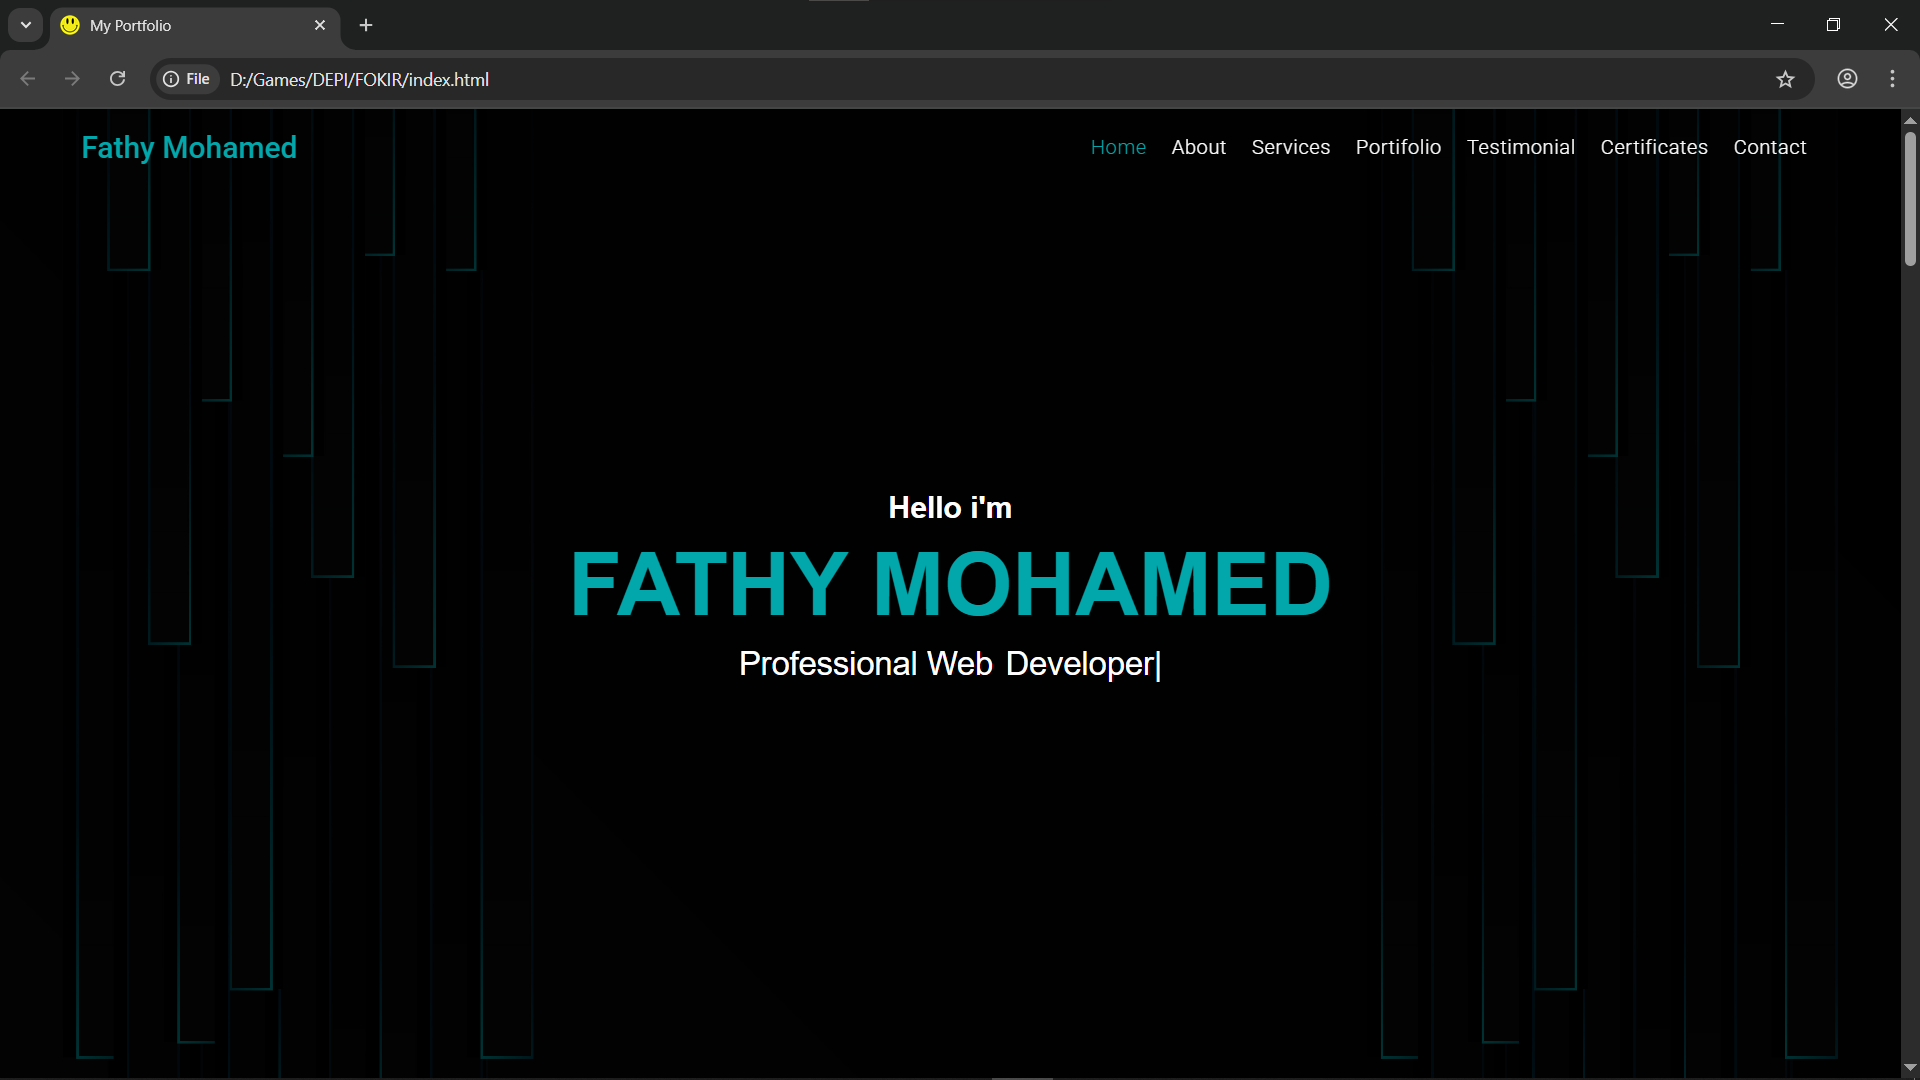 My Portfolio
File D:/Games/DEPI/FOKIR/index.html
Fathy Mohamed
Home About Services Portifolio Testimonial Certificates Contact
Hello i'm
FATHY MOHAMED
Professional Web Developer|